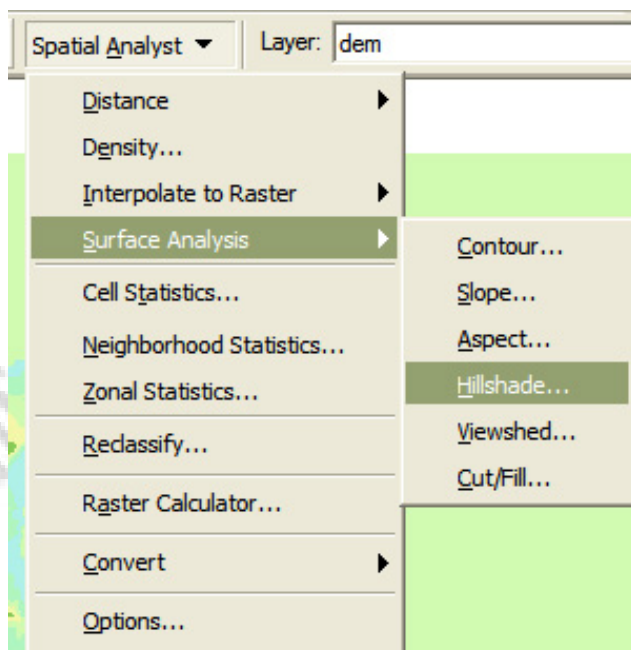 Spatial Analyst Layer: dem
Distance
Density...
Interpolate to Raster
Surface Analysis
Contour...
Slope...
Aspect...
Hillshade...
Viewshed...
Cut/Fill...
Cell Statistics...
Neighborhood Statistics...
Zonal Statistics...
Reclassify...
Raster Calculator...
Convert
Options...